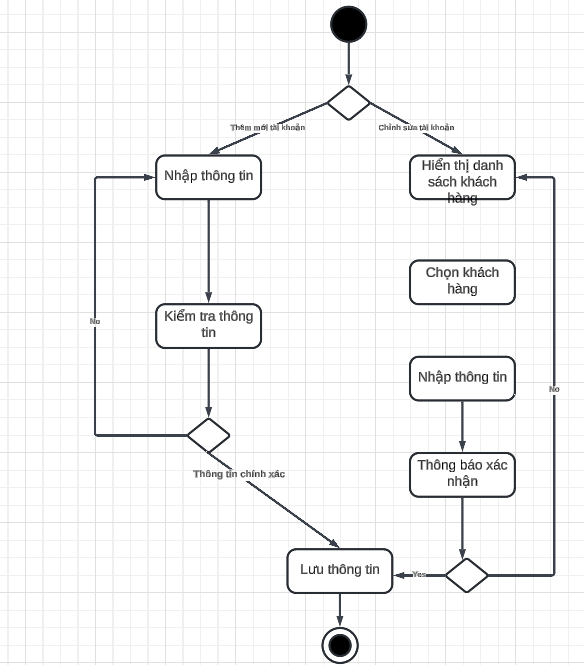 Thêm mới tài khoản
Chỉnh sửa tài khoản
Nhập thông tin
Hiển thị danh
sách khách
hàng
Chọn khách
hàng
Kiểm tra thông
tin
No
Nhập thông tin
No
Thông báo xác
nhận
Thông tin chính xác
Lưu thông tin
Yes